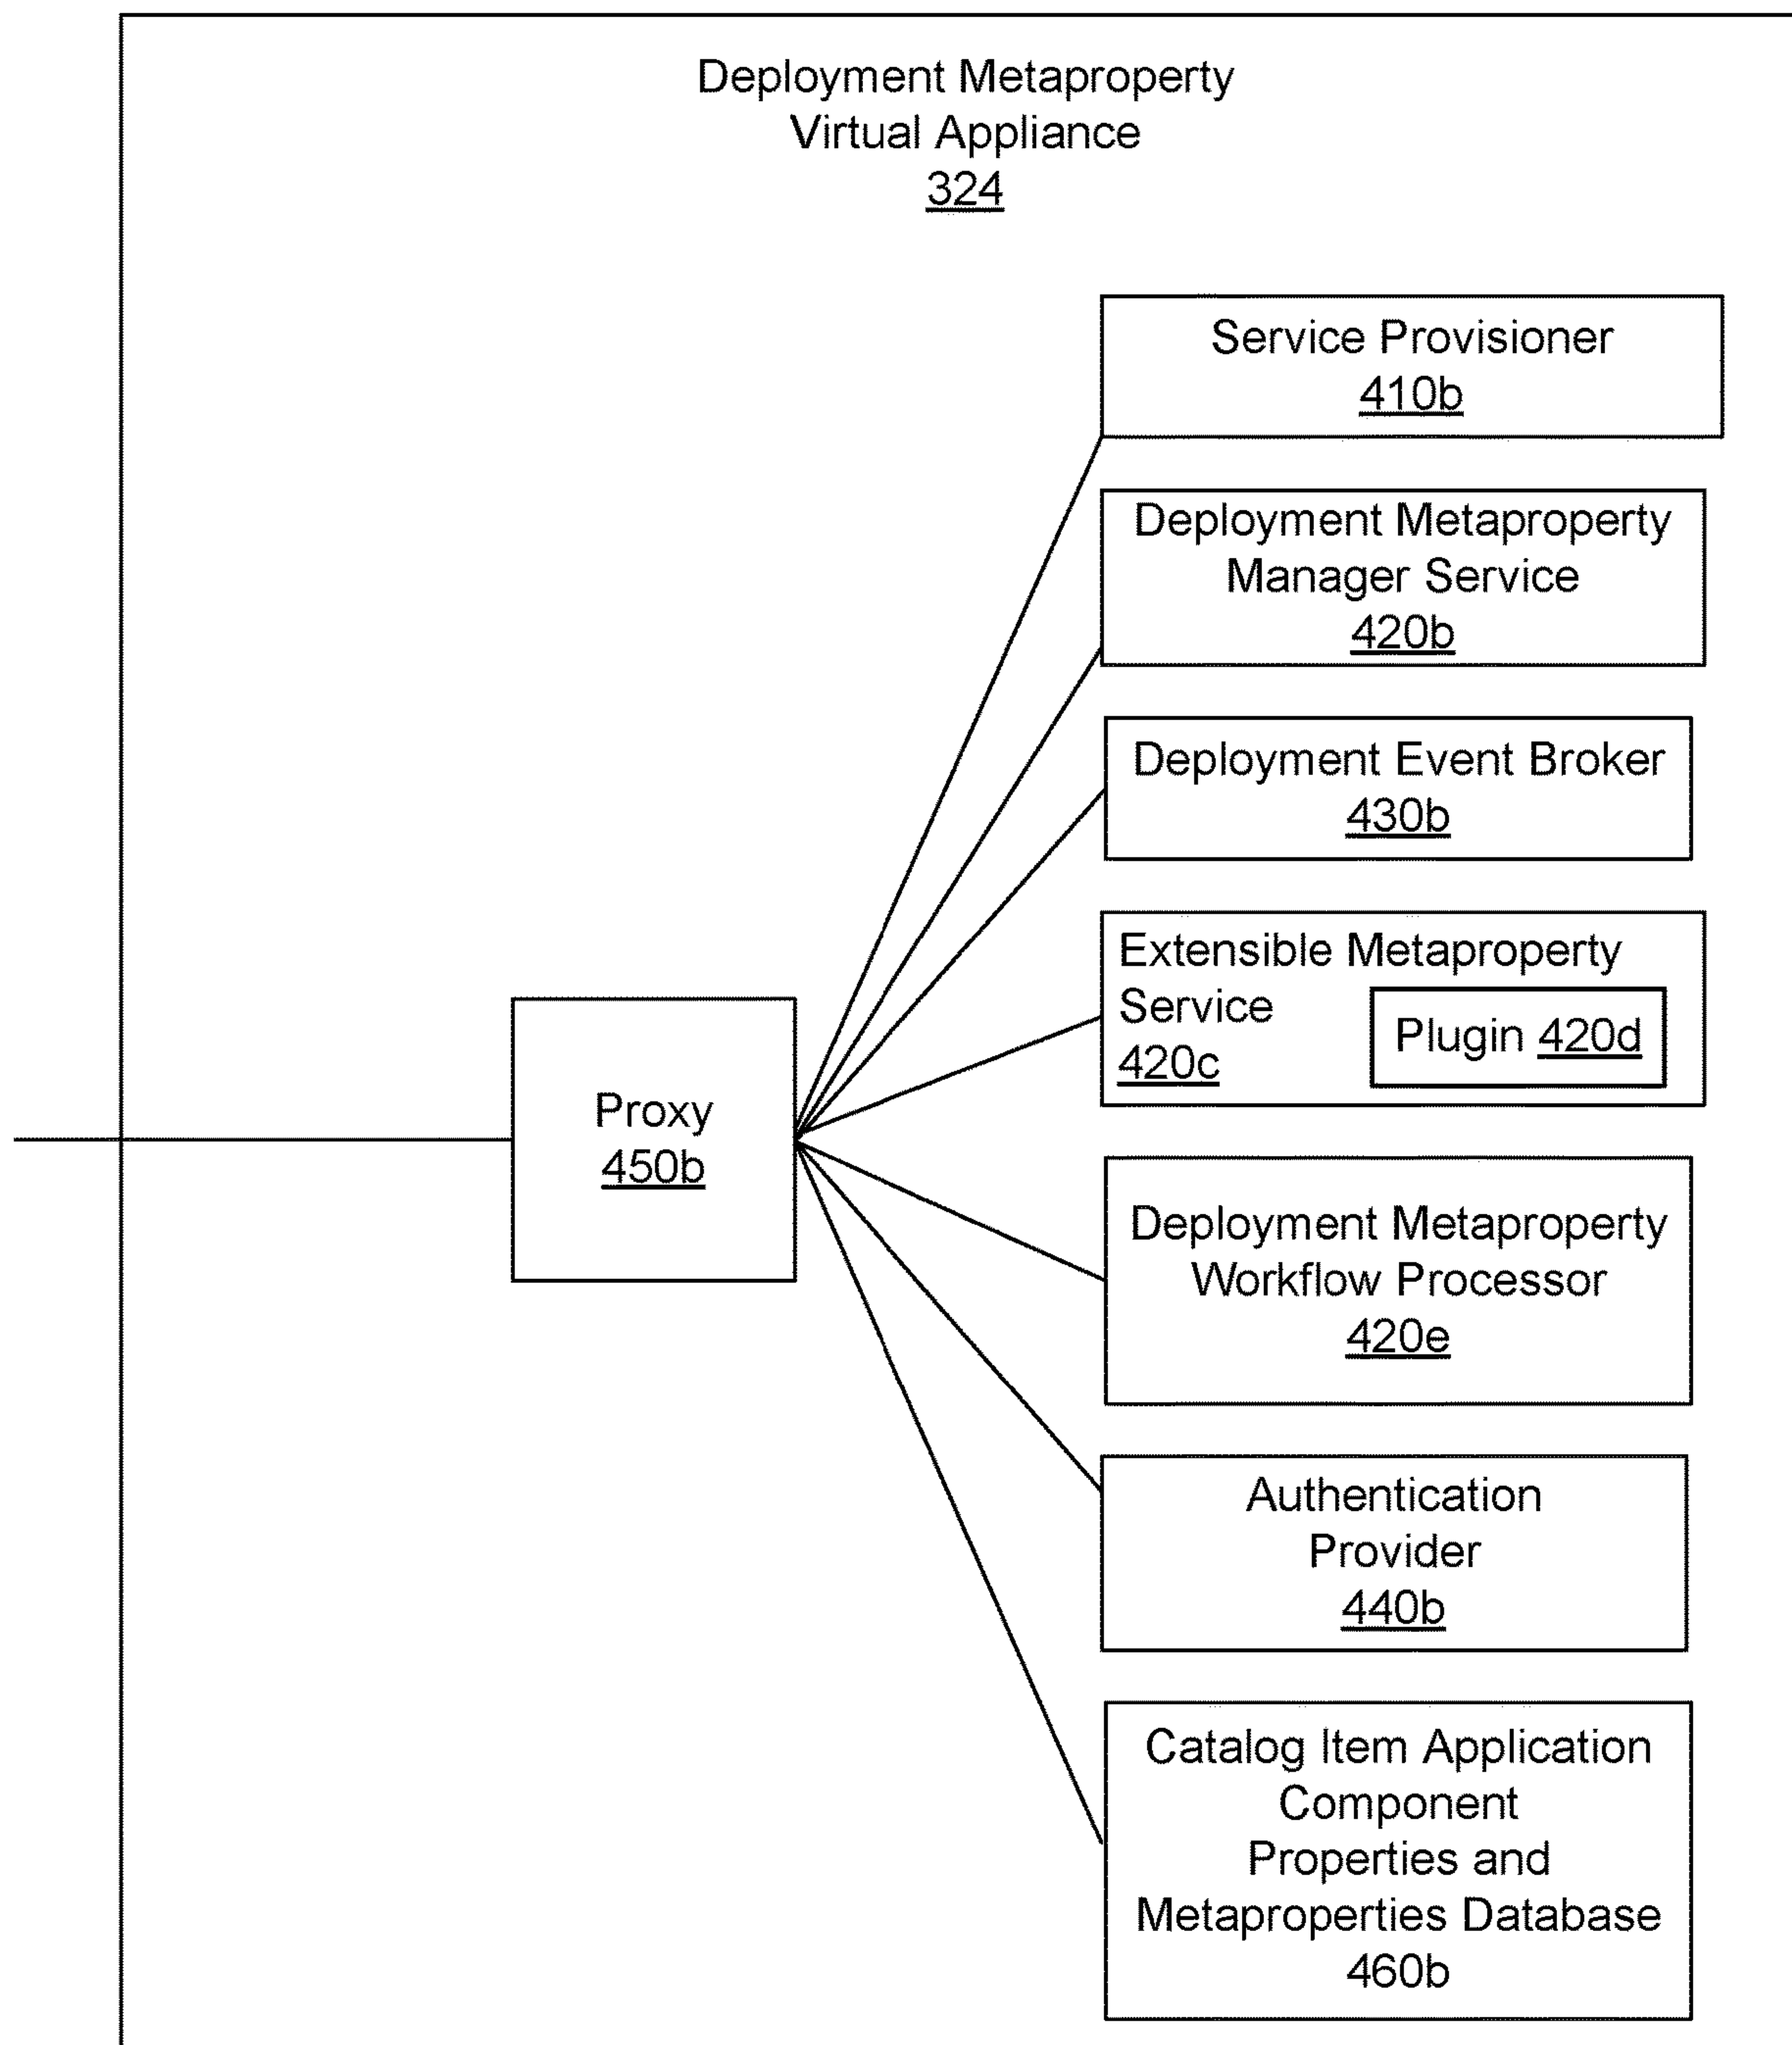 Deployment Metaproperty
Virtual Appliance
324
Service Provisioner
410b
Deployment Metaproperty
Manager Service
420b
Deployment Event Broker
430b
Extensible Metaproperty
Service
420c
Plugin 420d
Proxy
450b
Deployment Metaproperty
Workflow Processor
420e
Authentication
Provider
440b
Catalog Item Application
Component
Properties and
Metaproperties Database
460b